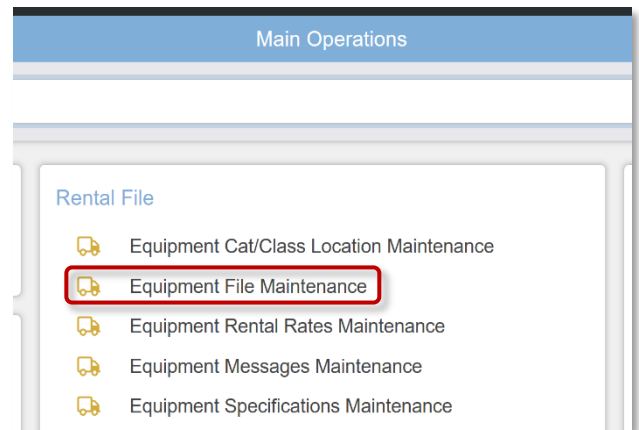 Main Operations
Rental File
Equipment Cat/Class Location Maintenance
Equipment File Maintenance
Equipment Rental Rates Maintenance
Equipment Messages Maintenance
Equipment Specifications Maintenance